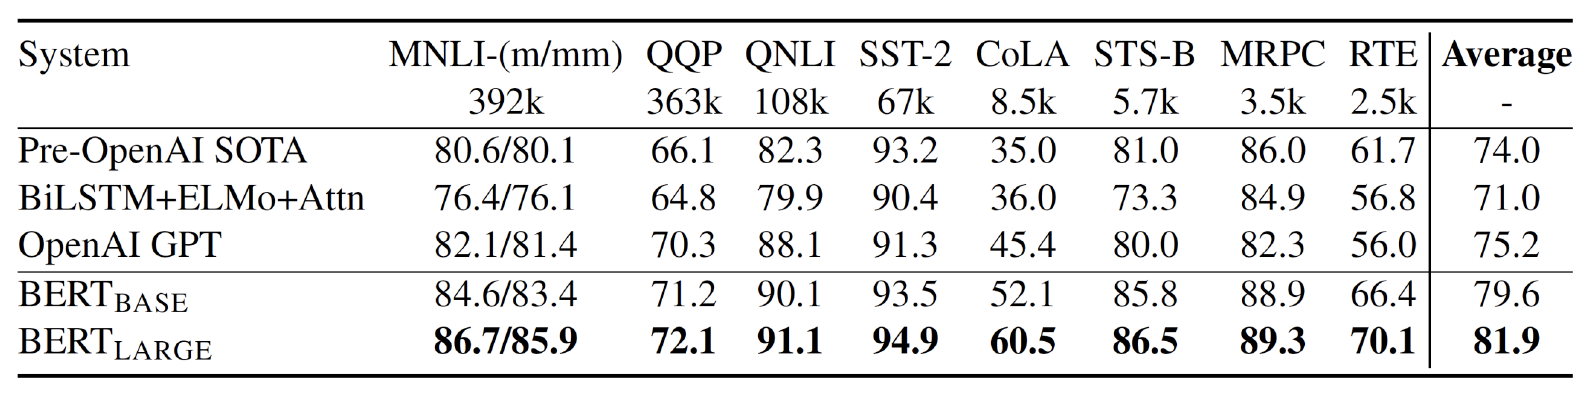 System MNLI-(m/mm) QQP QNLI SST-2 CoLA STS-B MRPC RTE Average
392k 363k 108k 67k 8.5k 5.7k 3.5k 2.5k -
Pre-OpenAI SOTA 80.6/80.1 66.1 82.3 93.2 35.0 81.0 86.0 61.7 74.0
BiLSTM+ELMo+Attn 76.4/76.1 64.8 79.9 90.4 36.0 73.3 84.9 56.8 71.0
OpenAI GPT 82.1/81.4 70.3 88.1 91.3 45.4 80.0 82.3 56.0 75.2
BERTBASE 84.6/83.4 71.2 90.1 93.5 52.1 85.8 88.9 66.4 79.6
BERTLARGE 86.7/85.9 72.1 91.1 94.9 60.5 86.5 89.3 70.1 81.9